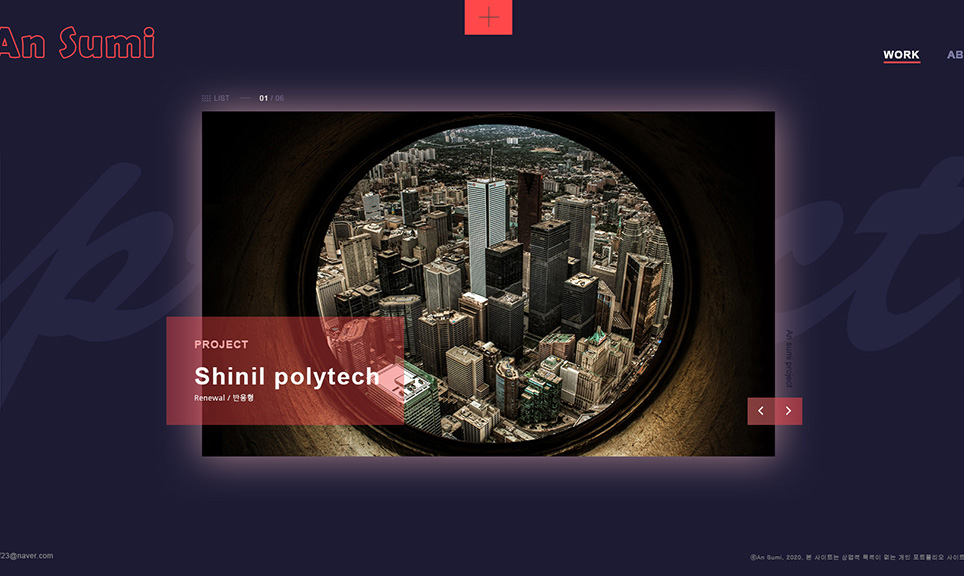 An Sumi
WORK
AB
LIST
01 / 06
project
PROJECT
Shinil polytech
Renewal / 반응형
An sumi project
723@naver.com
ⓒAn Sumi, 2020, 본 사이트는 상업적 목적이 없는 개인 포트폴리오 사이트